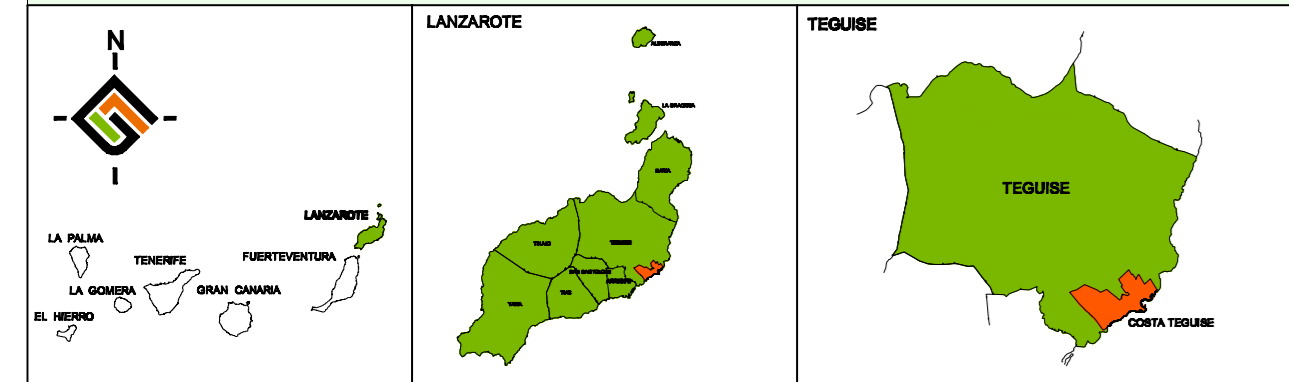 N
LANZAROTE
LA PALMA
TENERIFE
FUERTEVENTURA
LA GOMERA
GRAN CANARIA
EL HIERRO
LANZAROTE
ALEGRANZA
LA GRACIOSA
HARIA
TINAJO
TEGUISE
SAN BARTOLOME
ARRECIFE
TIAS
YAIZA
TEGUISE
TEGUISE
COSTA TEGUISE